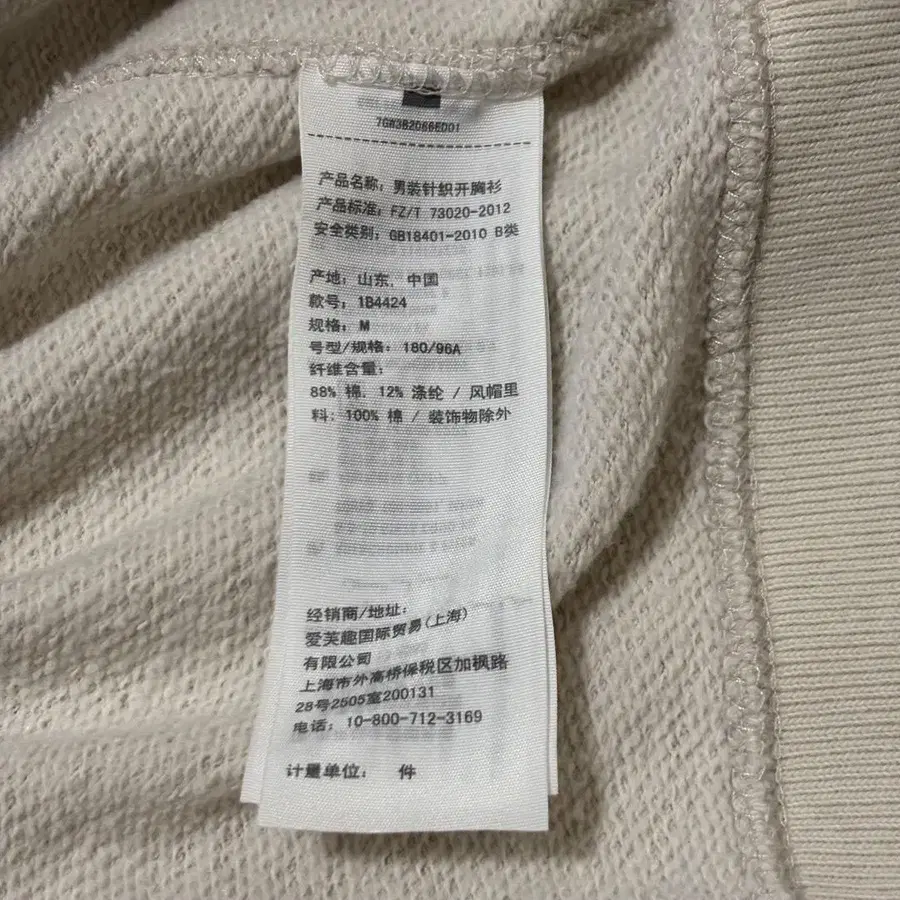 7GW382066EDD1
产品名称: 男装针织开胸衫
产品标准: FZ/T 73020-2012
安全类别: GB18401-2010 B类
产地: 山东, 中国
款号: 1B4424
规格: M
号型/规格: 180/96A
纤维含量:
88% 棉, 12% 涤纶 / 风帽里
料: 100% 棉 / 装饰物除外
经销商/地址:
爱芙趣国际贸易(上海)
有限公司
上海市外高桥保税区加枫路
28号2505室200131
电话: 10-800-712-3169
计量单位: 件